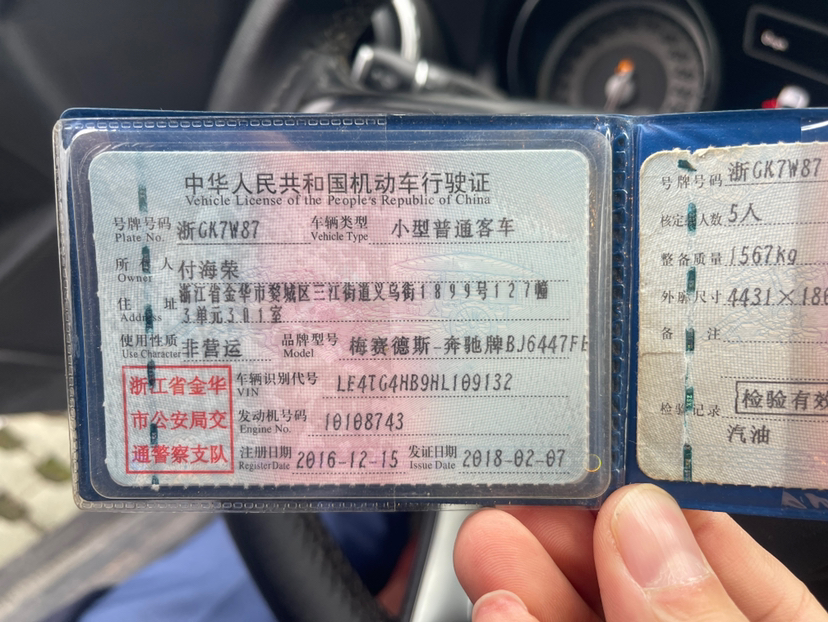 中华人民共和国机动车行驶证
Vehicle License of the People's Republic of China
号牌号码 浙GK7W87 车辆类型 小型普通客车
Plate No. Vehicle Type
所 人 付海荣
Owner
住 址 浙江省金华市婺城区三江街道义乌街1899号127幢
Address 3单元301室
使用性质 非营运 品牌型号 梅赛德斯-奔驰牌BJ6447FE
Use Character Model
浙江省金华
市公安局交
通警察支队
车辆识别代号 LE4TG4HB9HL109132
VIN
发动机号码 10108743
Engine No.
注册日期 2016-12-15 发证日期 2018-02-07
Register Date Issue Date
号牌号码 浙GK7W87
核定 人数 5人
整备质量 1567kg
外廓尺寸 4431×186
备 注
检验记录 检验有效
汽油